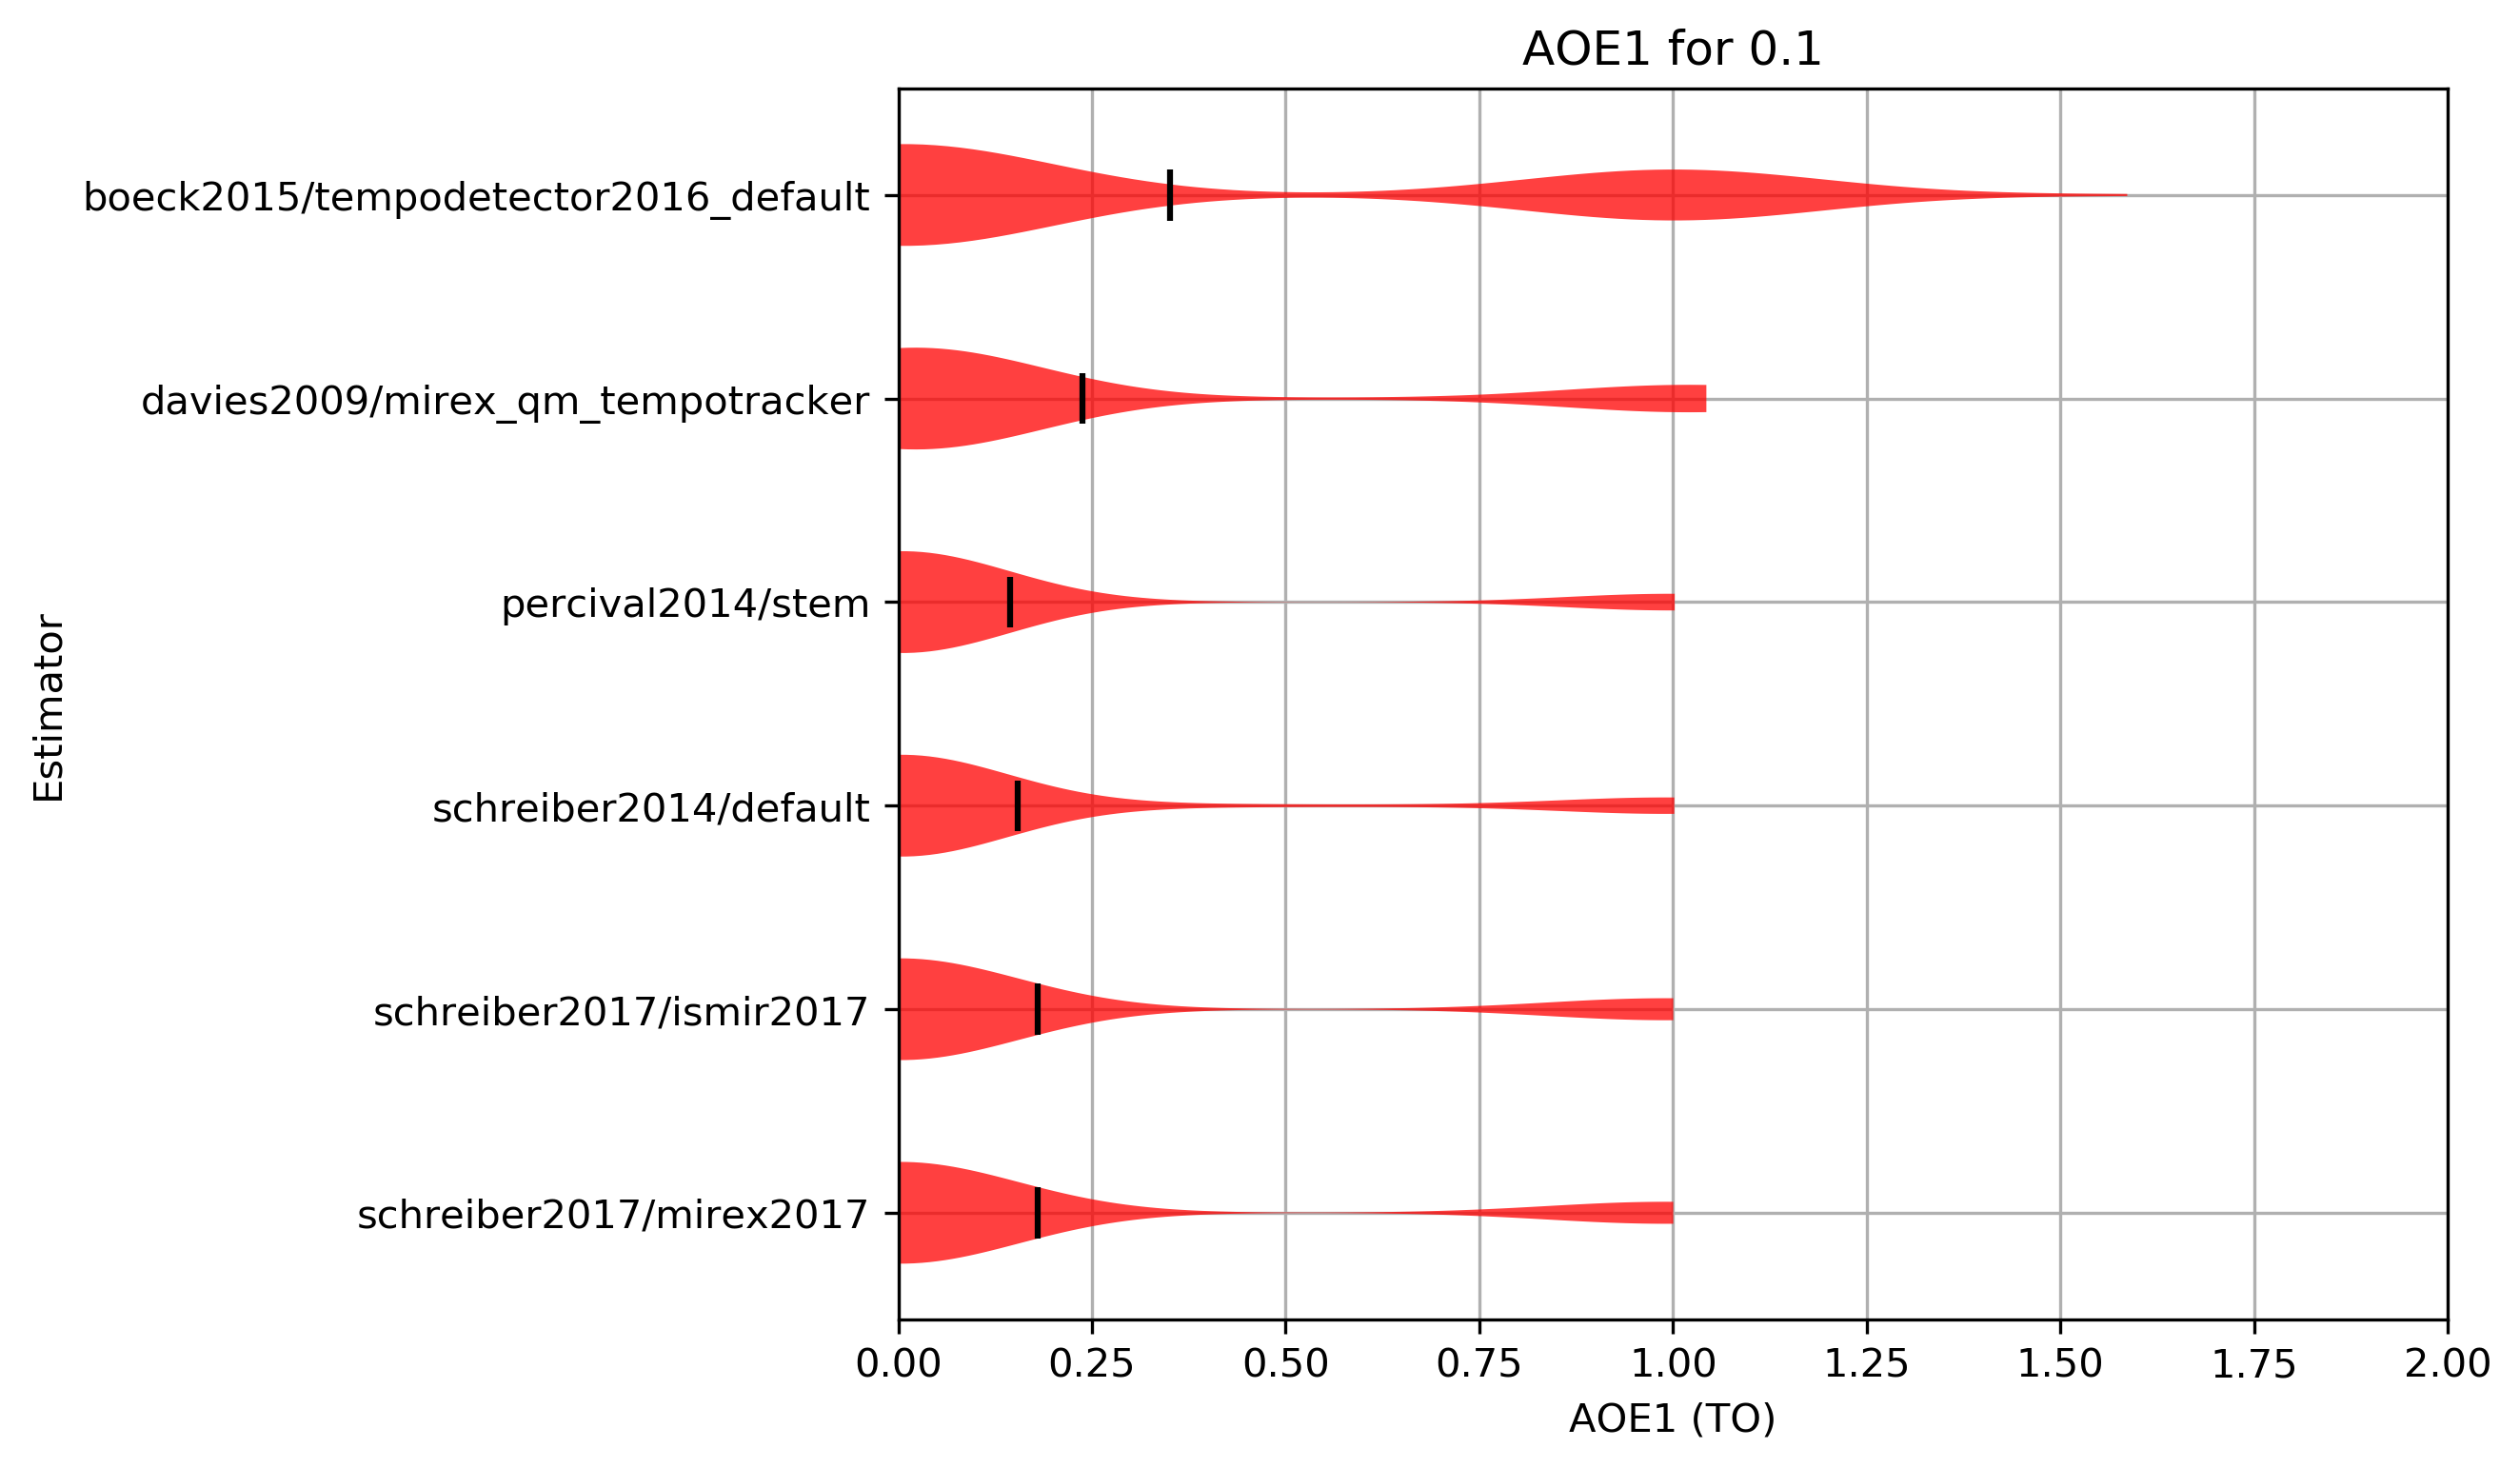 AOE1 for 0.1
boeck2015/tempodetector2016_default
davies2009/mirex_qm_tempotracker
percival2014/stem
schreiber2014/default
schreiber2017/ismir2017
schreiber2017/mirex2017
Estimator
0.00 0.25 0.50 0.75 1.00 1.25 1.50 1.75 2.00
AOE1 (TO)